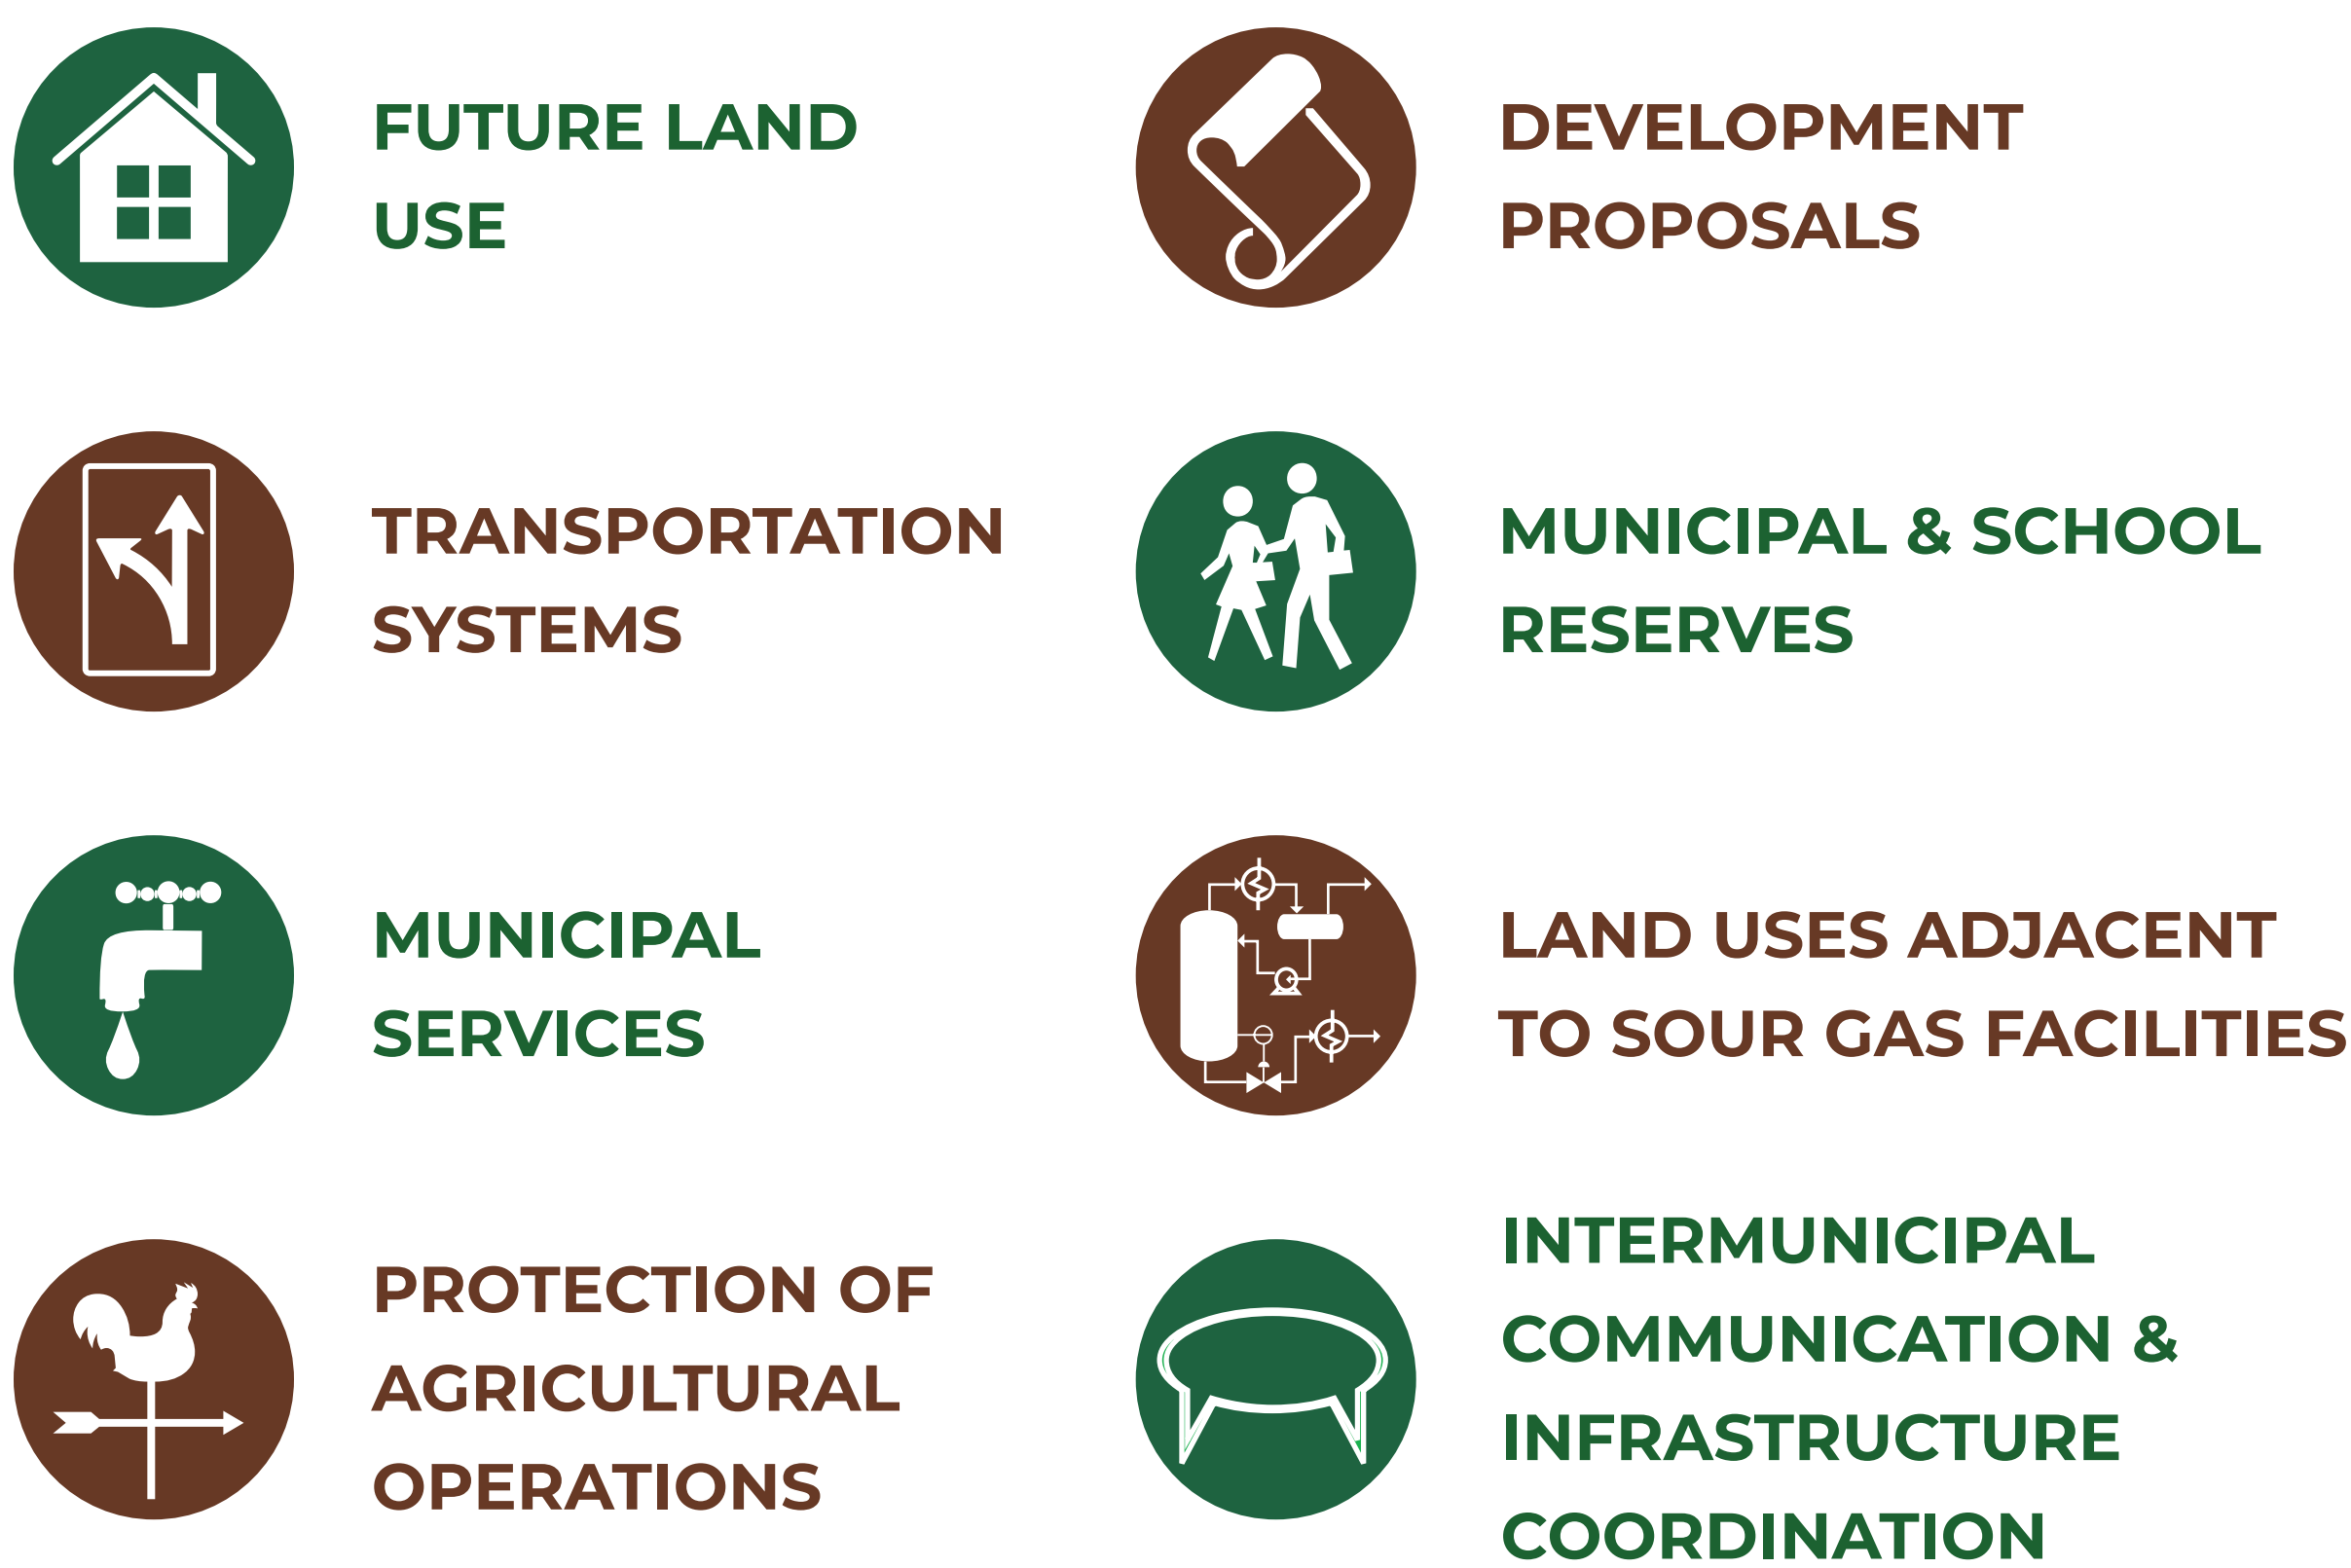 FUTURE LAND
USE
DEVELOPMENT
PROPOSALS
TRANSPORTATION
SYSTEMS
MUNICIPAL & SCHOOL
RESERVES
MUNICIPAL
SERVICES
LAND USES ADJACENT
TO SOUR GAS FACILITIES
PROTECTION OF
AGRICULTURAL
OPERATIONS
INTERMUNICIPAL
COMMUNICATION &
INFRASTRUCTURE
COORDINATION